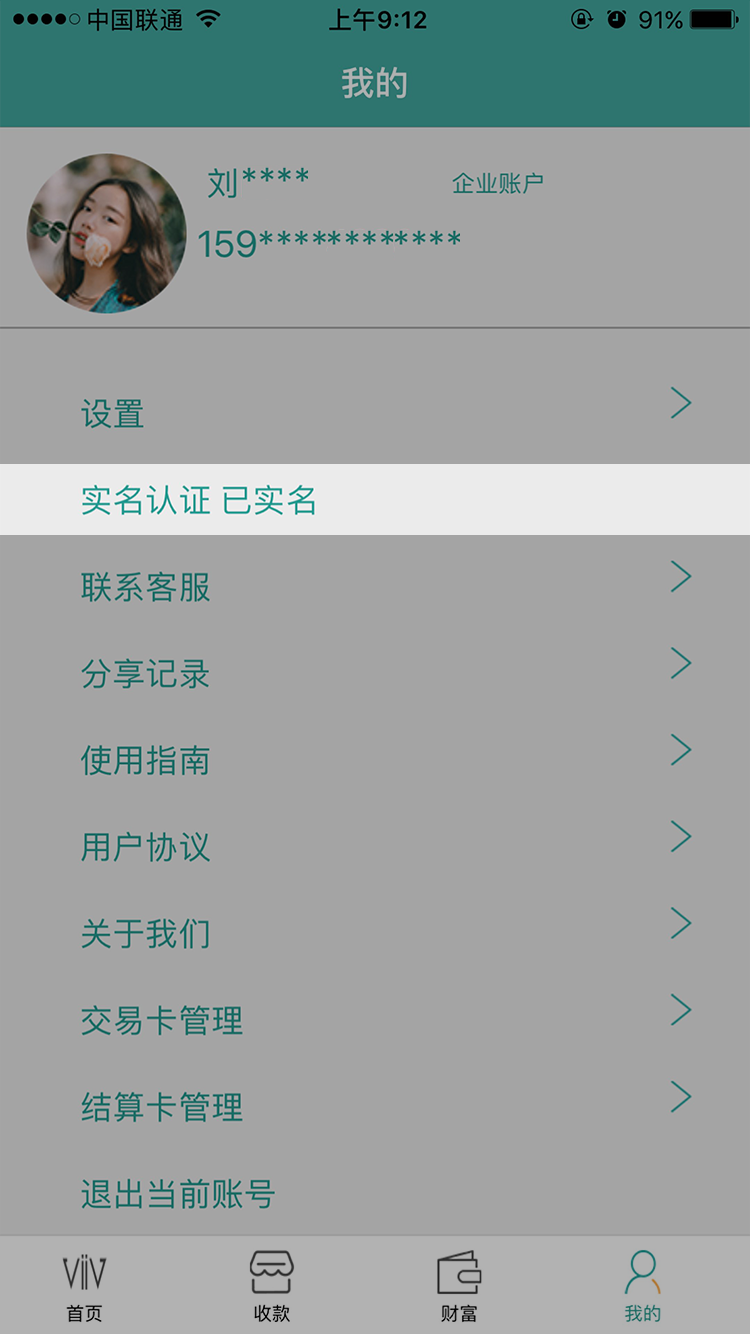 中国联通 上午9:12 91%
我的
刘**** 企业账户
159************
设置
实名认证 已实名
联系客服
分享记录
使用指南
用户协议
关于我们
交易卡管理
结算卡管理
退出当前账号
VIIV
首页 收款 财富 我的